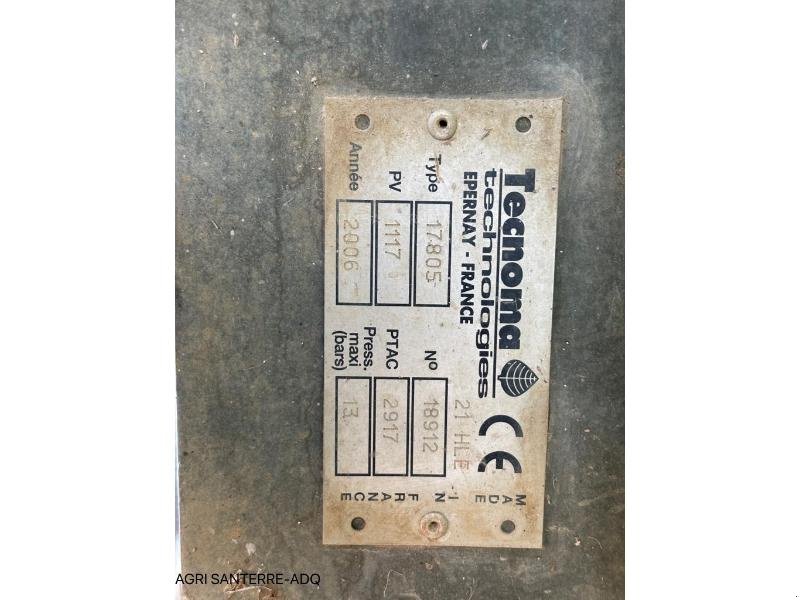 Tecnoma
technologies
EPERNAY - FRANCE
CE
21 HLE
Type 17805 N° 18912
PV 1117 PTAC 2917
Année 2006 Press. maxi (bars) 13
MADE IN FRANCE
AGRI SANTERRE-ADQ